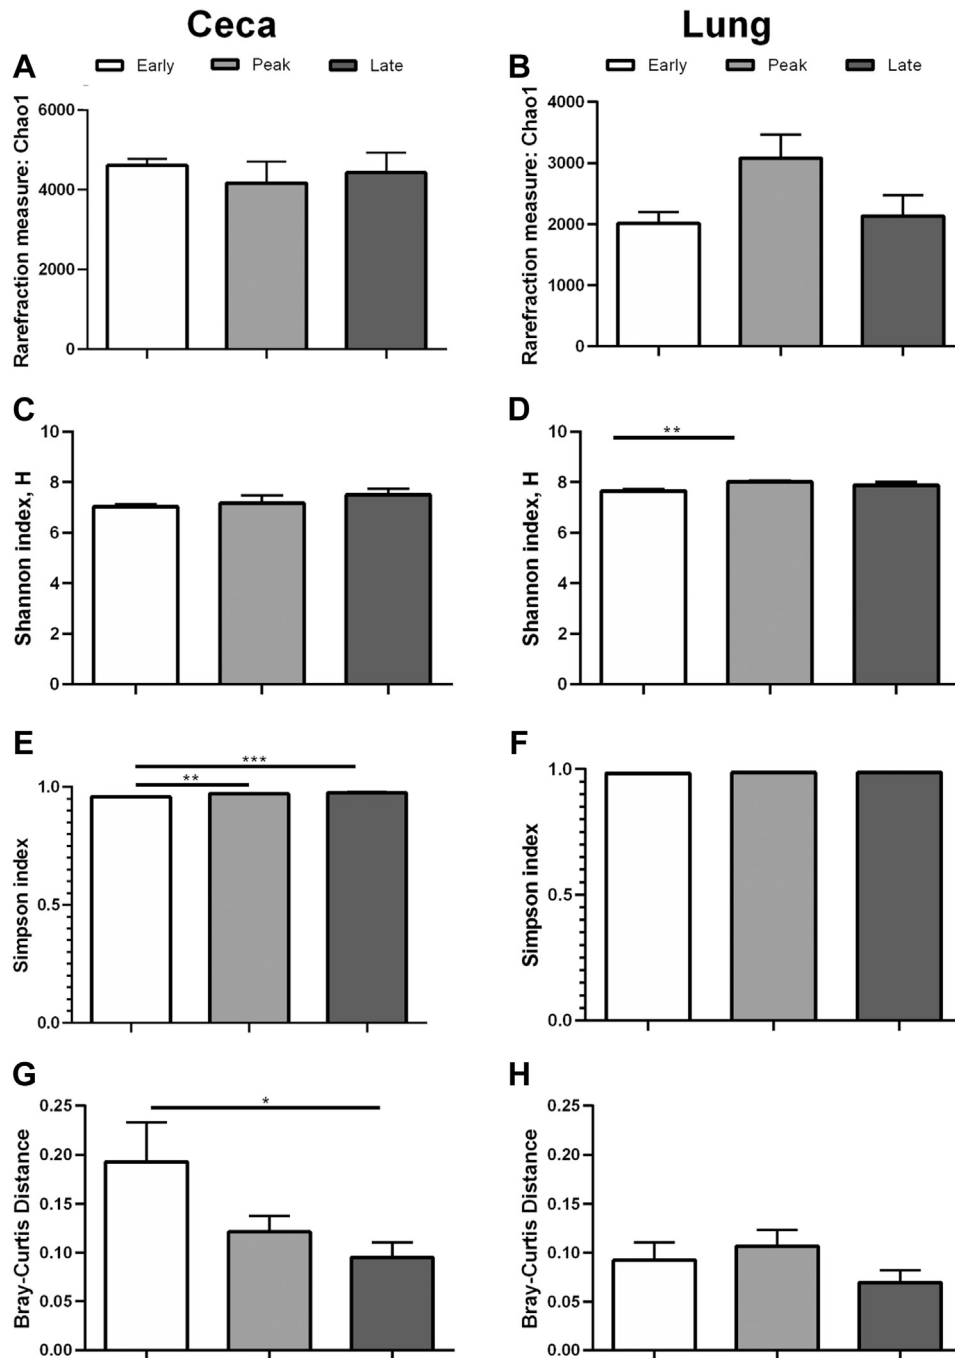 Ceca
Lung
A
Early
Peak
Late
B
Early
Peak
Late
Rarefraction measure: Chao1
6000
4000
2000
0
Rarefraction measure: Chao1
4000
3000
2000
1000
0
C
Shannon index, H
10
8
6
4
2
0
D
Shannon index, H
10
8
6
4
2
0
**
E
Simpson index
1.0
0.5
0.0
***
**
F
Simpson index
1.0
0.5
0.0
G
Bray-Curtis Distance
0.25
0.20
0.15
0.10
0.05
0.00
*
H
Bray-Curtis Distance
0.25
0.20
0.15
0.10
0.05
0.00